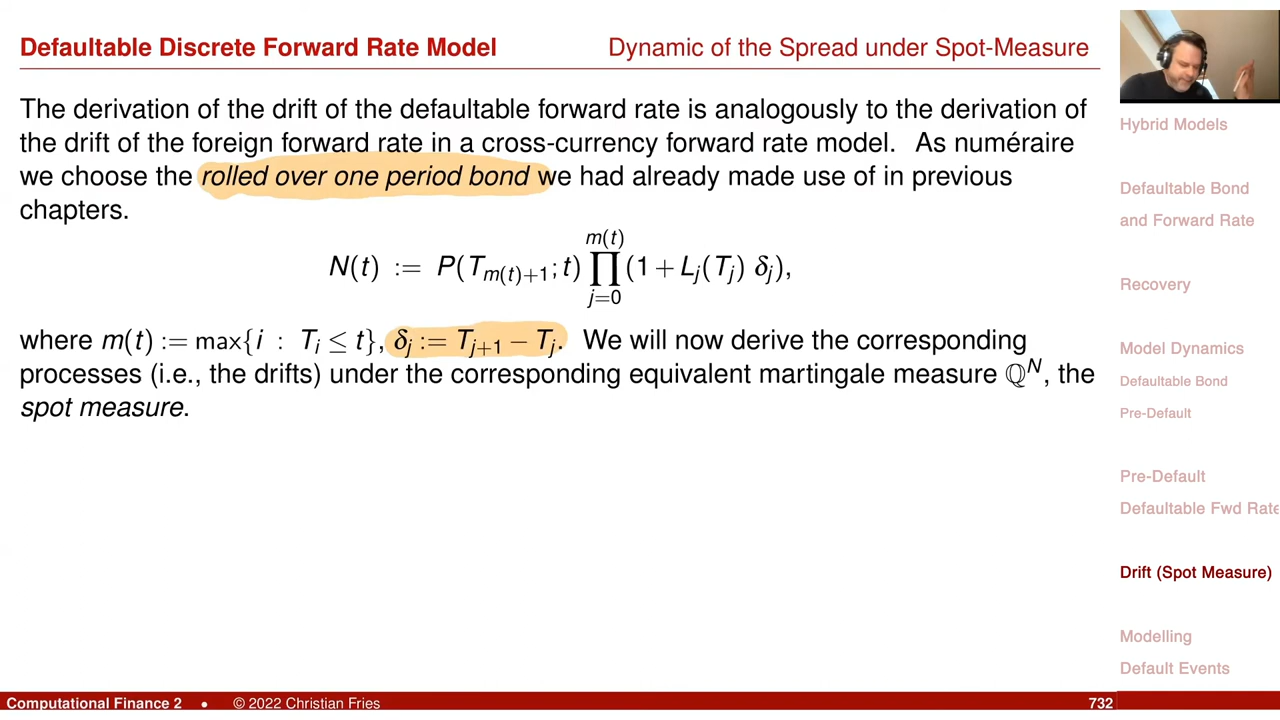 Defaultable Discrete Forward Rate Model
Dynamic of the Spread under Spot-Measure
The derivation of the drift of the defaultable forward rate is analogously to the derivation of
the drift of the foreign forward rate in a cross-currency forward rate model. As numéraire
we choose the rolled over one period bond we had already made use of in previous
chapters.
N(t) := P(T_{m(t)+1}; t) ∏_{j=0}^{m(t)} (1 + L_j(T_j) δ_j),
where m(t) := max{i : T_i ≤ t}, δ_j := T_{j+1} − T_j. We will now derive the corresponding
processes (i.e., the drifts) under the corresponding equivalent martingale measure ℚ^N, the
spot measure.
Hybrid Models
Defaultable Bond
and Forward Rate
Recovery
Model Dynamics
Defaultable Bond
Pre-Default
Pre-Default
Defaultable Fwd Rate
Drift (Spot Measure)
Modelling
Default Events
Computational Finance 2 • © 2022 Christian Fries
732